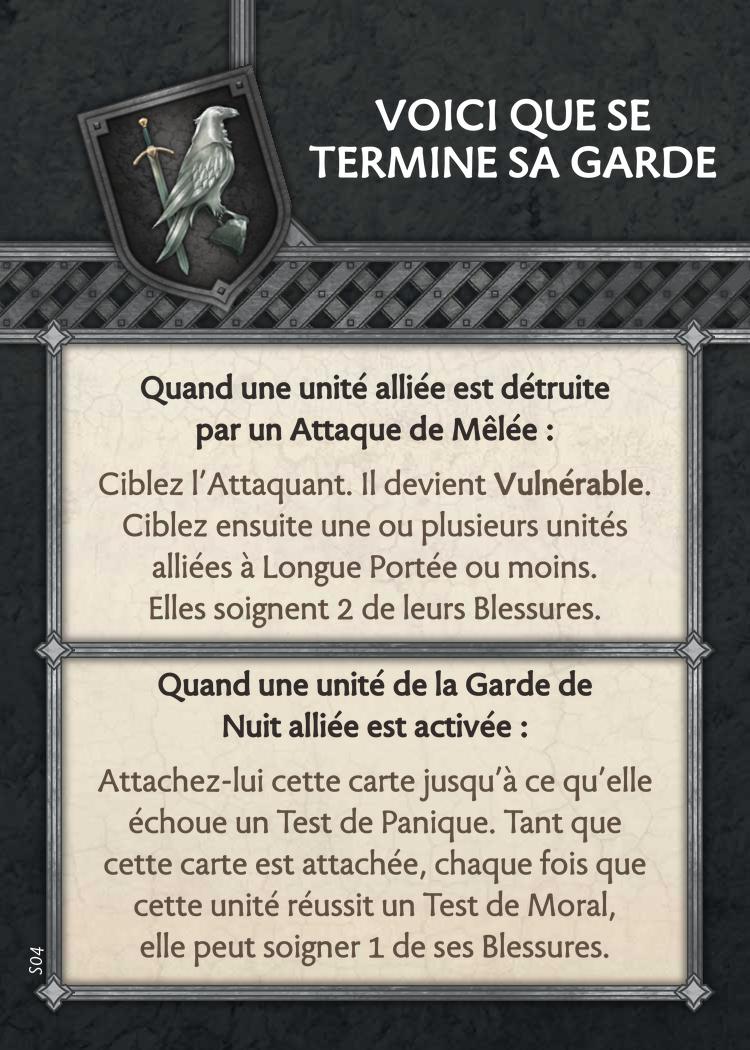 VOICI QUE SE
TERMINE SA GARDE
Quand une unité alliée est détruite
par un Attaque de Mêlée :
Ciblez l'Attaquant. Il devient Vulnérable.
Ciblez ensuite une ou plusieurs unités
alliées à Longue Portée ou moins.
Elles soignent 2 de leurs Blessures.
Quand une unité de la Garde de
Nuit alliée est activée :
Attachez-lui cette carte jusqu'à ce qu'elle
échoue un Test de Panique. Tant que
cette carte est attachée, chaque fois que
cette unité réussit un Test de Moral,
elle peut soigner 1 de ses Blessures.
S04